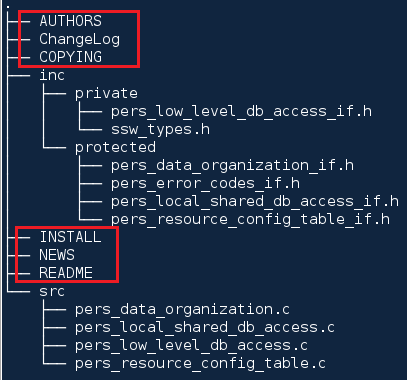 .
├── AUTHORS
├── ChangeLog
├── COPYING
├── inc
│   ├── private
│   │   ├── pers_low_level_db_access_if.h
│   │   └── ssw_types.h
│   └── protected
│       ├── pers_data_organization_if.h
│       ├── pers_error_codes_if.h
│       ├── pers_local_shared_db_access_if.h
│       └── pers_resource_config_table_if.h
├── INSTALL
├── NEWS
├── README
└── src
    ├── pers_data_organization.c
    ├── pers_local_shared_db_access.c
    ├── pers_low_level_db_access.c
    └── pers_resource_config_table.c